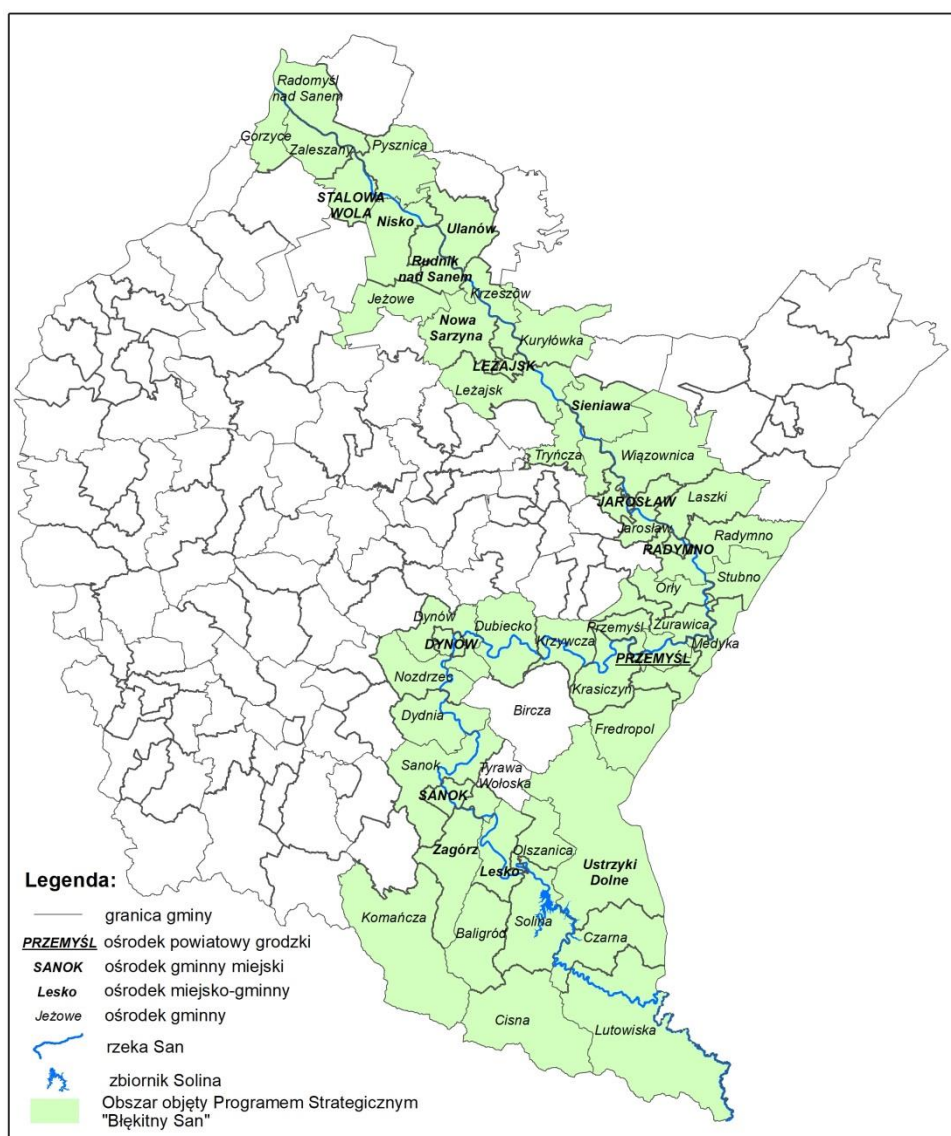 Radomyśl
nad Sanem
Gorzyce
Zaleszany
Pysznica
STALOWA
WOLA
Nisko
Ulanów
Rudnik
nad Sanem
Krzeszów
Jeżowe
Nowa
Sarzyna
Kuryłówka
LEŻAJSK
Leżajsk
Sieniawa
Tryńcza
Wiązownica
JAROSŁAW
Laszki
Jarosław
RADYMNO
Radymno
Stubno
Orły
Dynów
Dubiecko
Krzywcza
Przemyśl
Żurawica
Medyka
DYNÓW
PRZEMYŚL
Nozdrzec
Krasiczyn
Bircza
Fredropol
Dydnia
Sanok
Tyrawa
Wołoska
SANOK
Zagórz
Lesko
Olszanica
Ustrzyki
Dolne
Komańcza
Baligród
Solina
Czarna
Cisna
Lutowiska
Legenda:
granica gminy
PRZEMYŚL ośrodek powiatowy grodzki
SANOK ośrodek gminny miejski
Lesko ośrodek miejsko-gminny
Jeżowe ośrodek gminny
rzeka San
zbiornik Solina
Obszar objęty Programem Strategicznym
"Błękitny San"